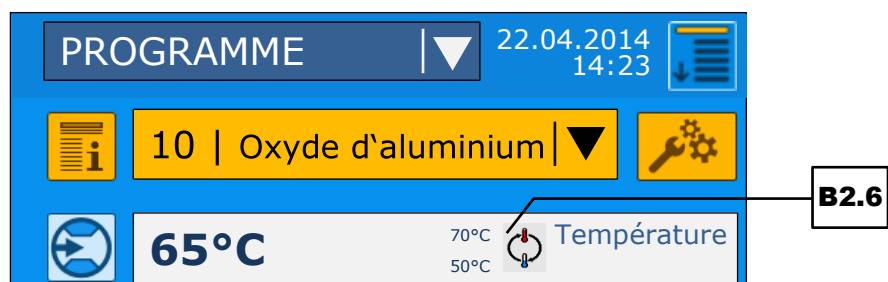 PROGRAMME
22.04.2014
14:23
10 | Oxyde d'aluminium
B2.6
65°C
70°C
50°C
Température